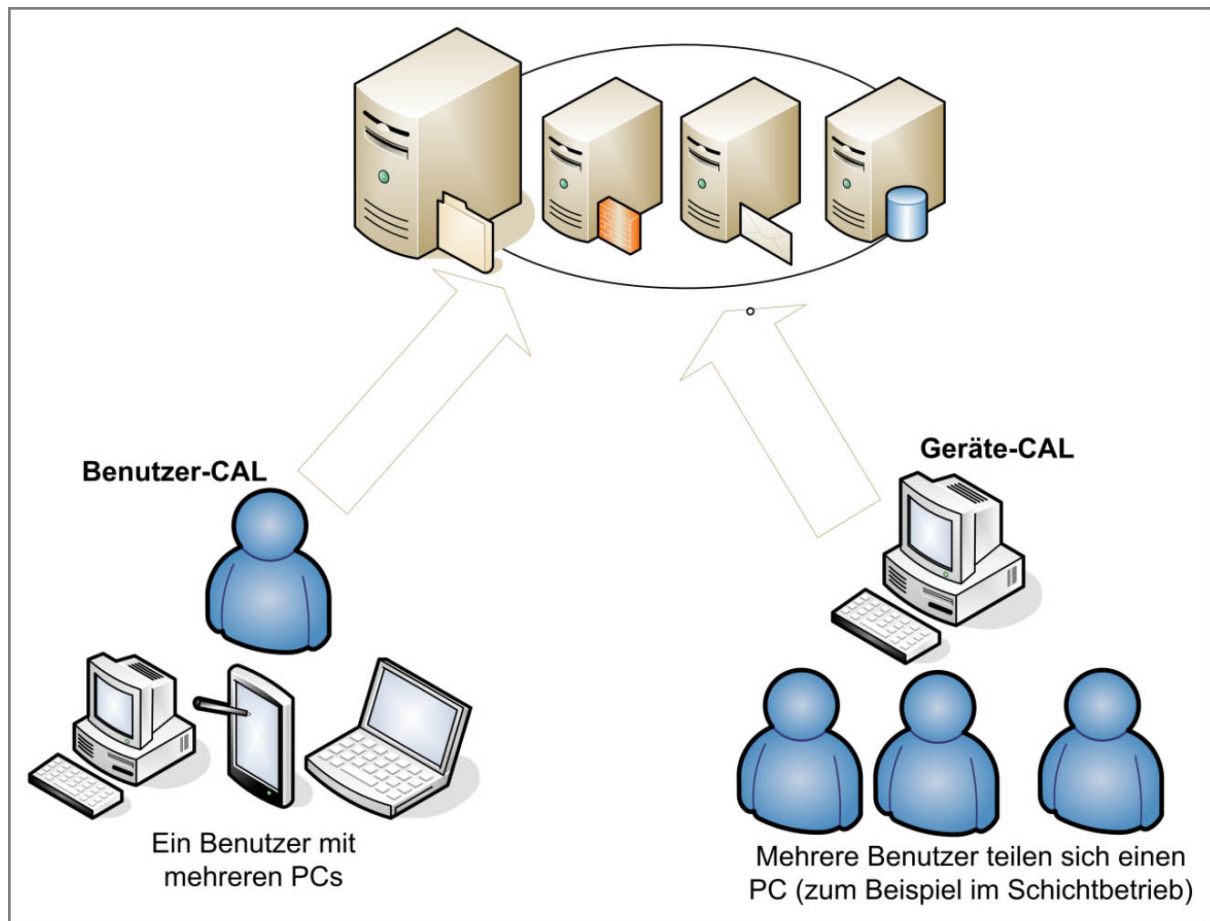 Benutzer-CAL
Ein Benutzer mit
mehreren PCs
Geräte-CAL
Mehrere Benutzer teilen sich einen
PC (zum Beispiel im Schichtbetrieb)